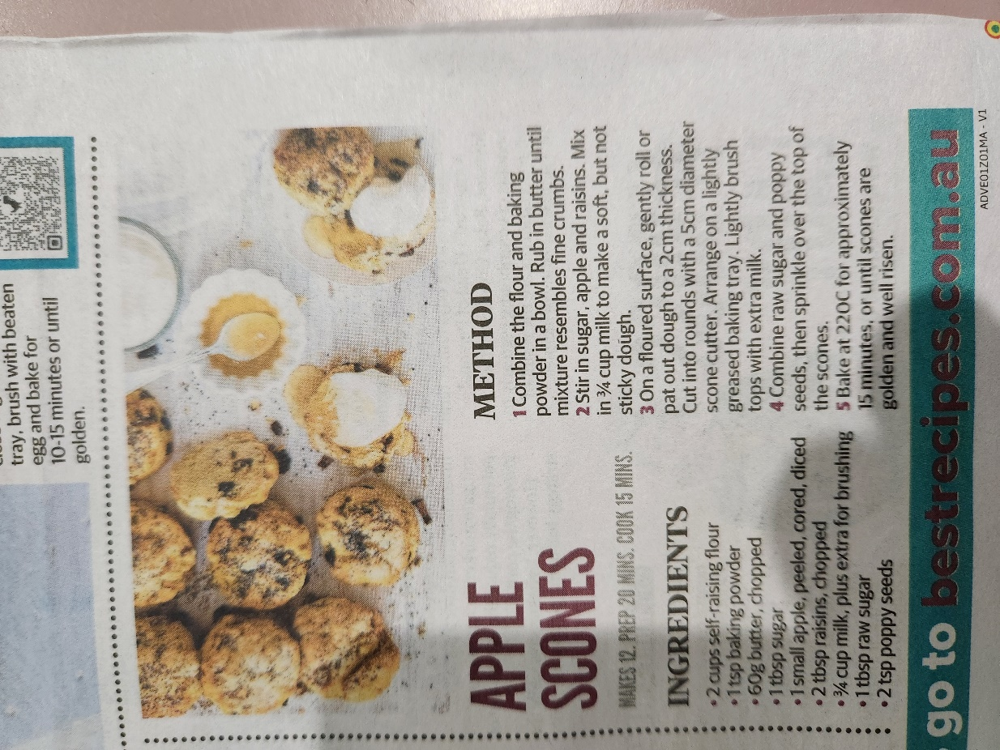 tray, brush with beaten
egg and bake for
10-15 minutes or until
golden.
APPLE
SCONES
MAKES 12. PREP 20 MINS. COOK 15 MINS.
INGREDIENTS
• 2 cups self-raising flour
• 1 tsp baking powder
• 60g butter, chopped
• 1 tbsp sugar
• 1 small apple, peeled, cored, diced
• 2 tbsp raisins, chopped
• ¾ cup milk, plus extra for brushing
• 1 tbsp raw sugar
• 2 tsp poppy seeds
METHOD
1 Combine the flour and baking
powder in a bowl. Rub in butter until
mixture resembles fine crumbs.
2 Stir in sugar, apple and raisins. Mix
in ¾ cup milk to make a soft, but not
sticky dough.
3 On a floured surface, gently roll or
pat out dough to a 2cm thickness.
Cut into rounds with a 5cm diameter
scone cutter. Arrange on a lightly
greased baking tray. Lightly brush
tops with extra milk.
4 Combine raw sugar and poppy
seeds, then sprinkle over the top of
the scones.
5 Bake at 220C for approximately
15 minutes, or until scones are
golden and well risen.
go to bestrecipes.com.au
ADVE01Z01MA - V1